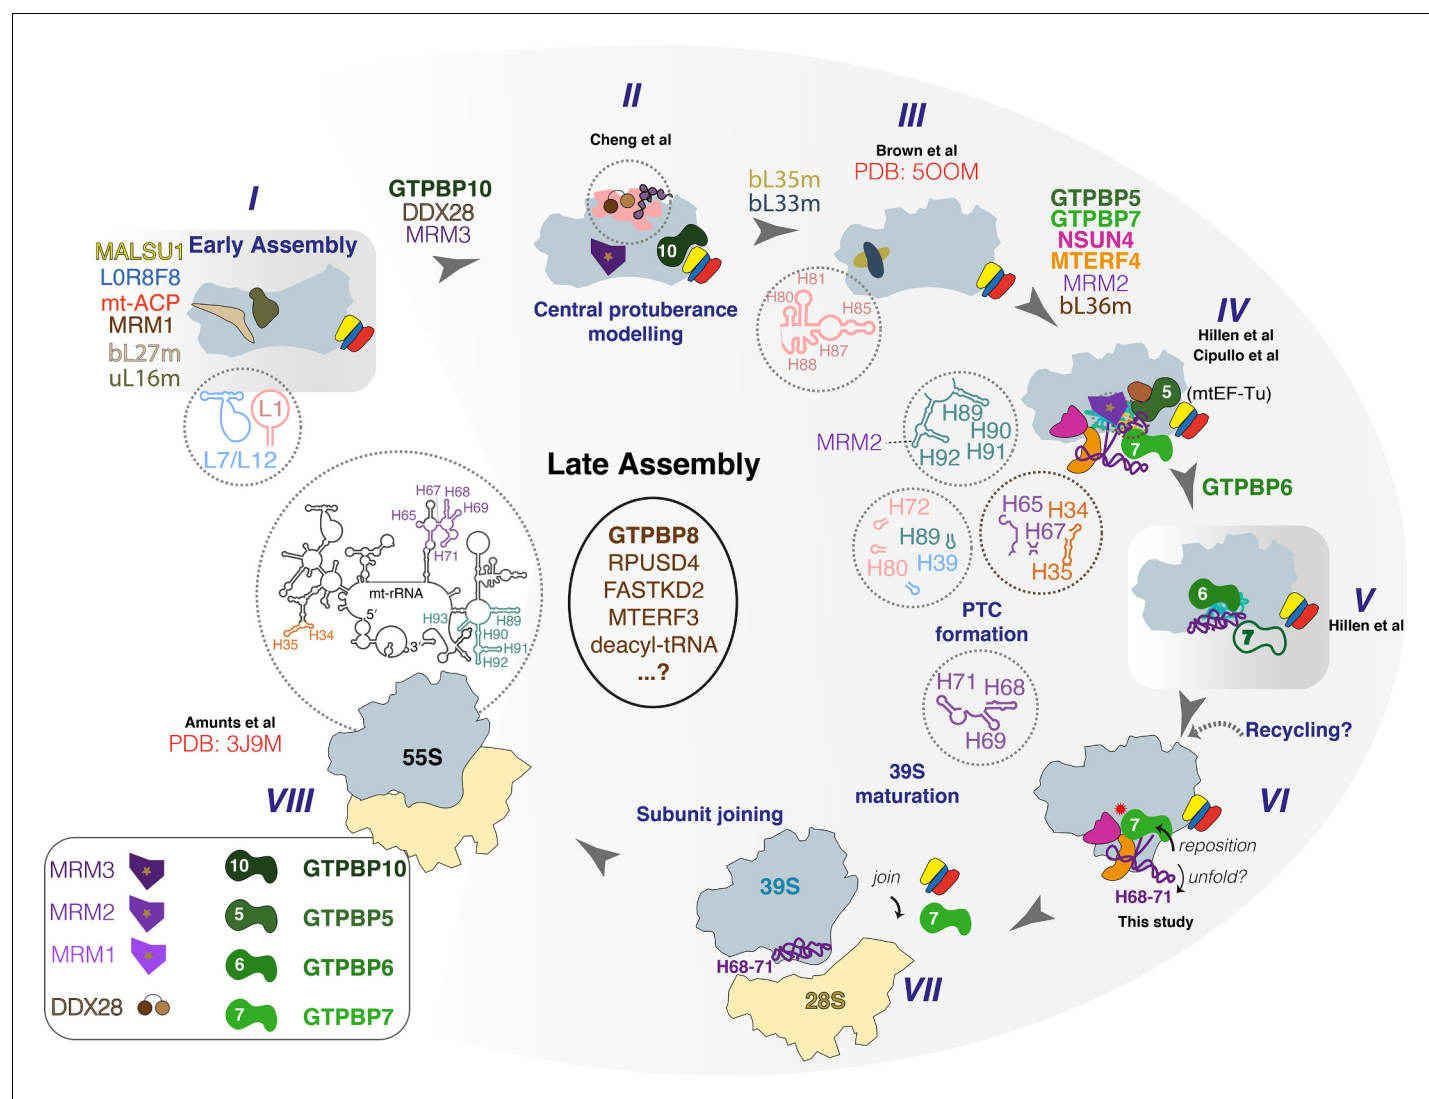 I
Early Assembly
MALSU1
L0R8F8
mt-ACP
MRM1
bL27m
uL16m
L1
L7/L12
GTPBP10
DDX28
MRM3
II
Cheng et al
10
Central protuberance
modelling
bL35m
bL33m
III
Brown et al
PDB: 5OOM
H81
H80
H85
H87
H88
GTPBP5
GTPBP7
NSUN4
MTERF4
MRM2
bL36m
IV
Hillen et al
Cipullo et al
5
(mtEF-Tu)
7
MRM2
H89
H90
H92
H91
H72
H89
H80
H39
H65
H34
H67
H35
PTC
formation
GTPBP6
6
7
V
Hillen et al
H71
H68
H69
39S
maturation
Recycling?
VI
7
reposition
unfold?
H68-71
This study
Late Assembly
GTPBP8
RPUSD4
FASTKD2
MTERF3
deacyl-tRNA
...?
Subunit joining
39S
join
7
H68-71
28S
VII
H67
H68
H65
H69
H71
mt-rRNA
5′
3′
H35
H34
H93
H89
H90
H91
H92
Amunts et al
PDB: 3J9M
55S
VIII
MRM3
10
GTPBP10
MRM2
5
GTPBP5
MRM1
6
GTPBP6
DDX28
7
GTPBP7